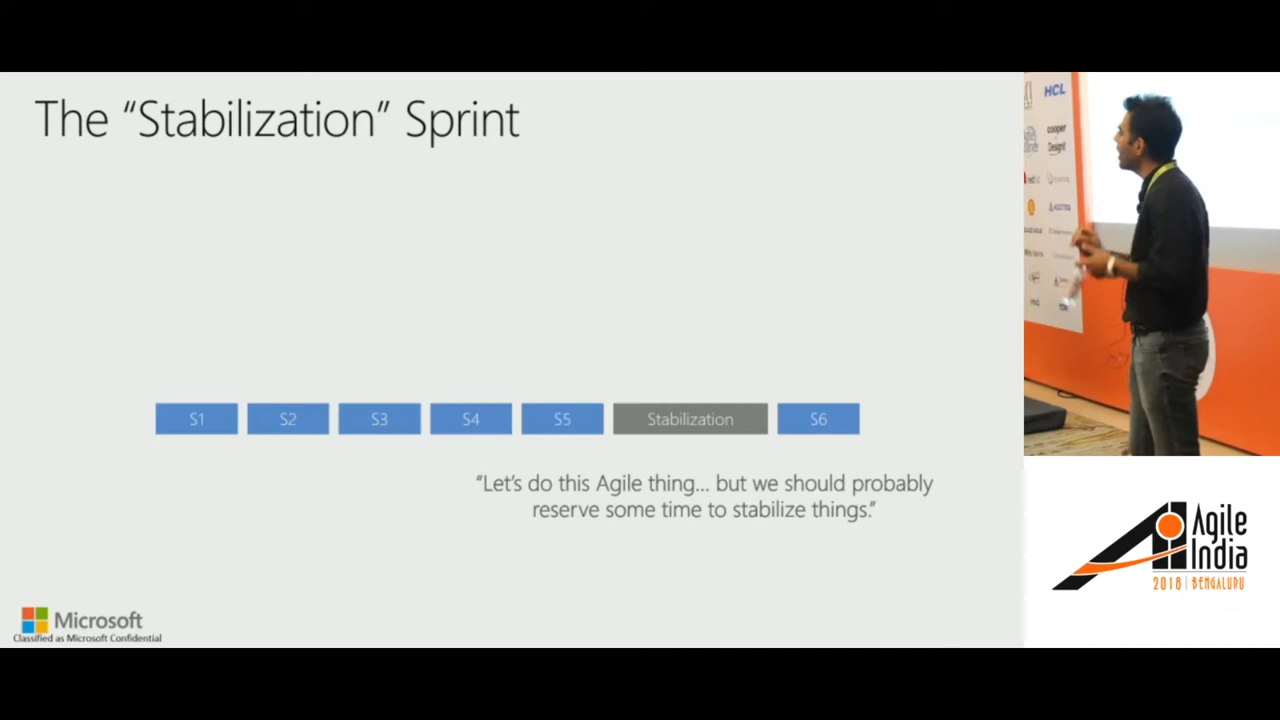 The “Stabilization” Sprint
S1 S2 S3 S4 S5 Stabilization S6
“Let’s do this Agile thing... but we should probably
reserve some time to stabilize things.”
Microsoft
Classified as Microsoft Confidential
HCL
cooper
Designit
Agile
India
2018 | BENGALURU